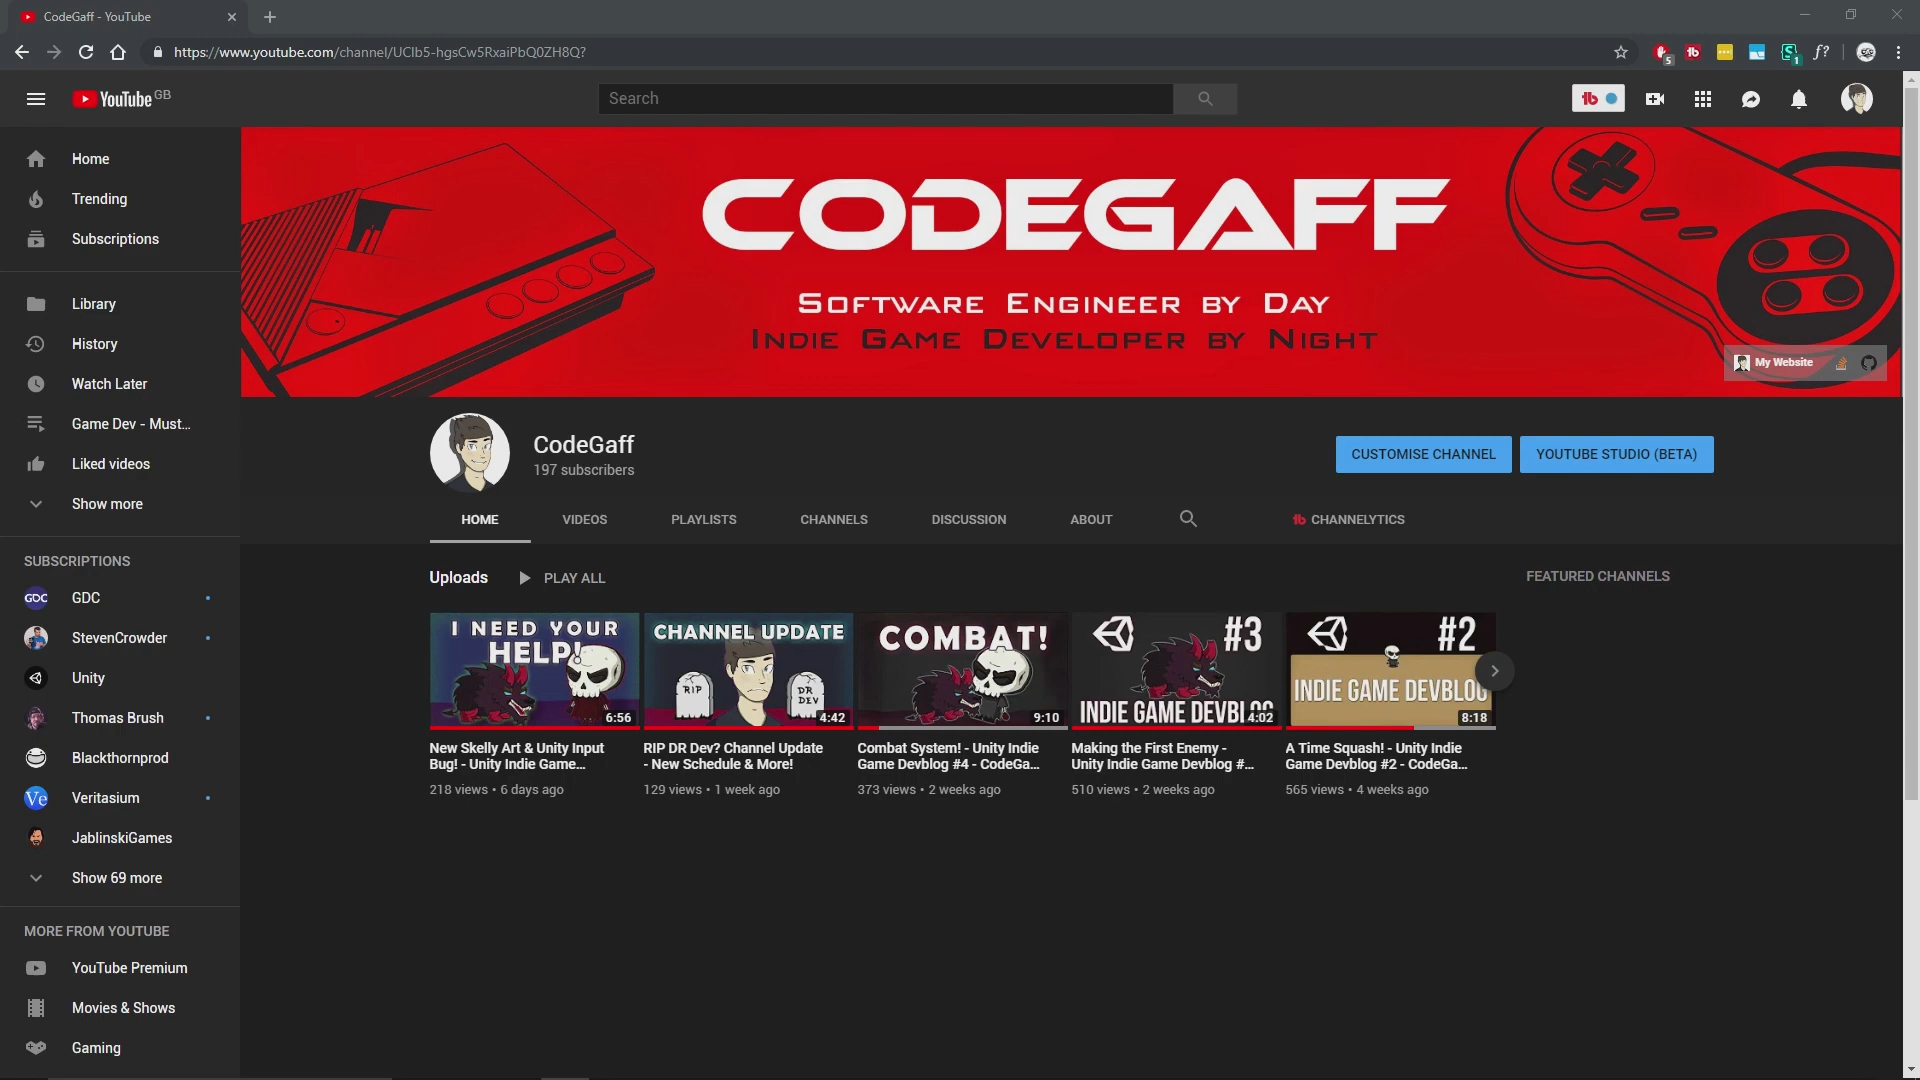 CodeGaff - YouTube
https://www.youtube.com/channel/UClb5-hgsCw5RxaiPbQ0ZH8Q?
5
1
f?
YouTube GB
Search
Home
Trending
Subscriptions
Library
History
Watch Later
Game Dev - Must...
Liked videos
Show more
SUBSCRIPTIONS
GDC
GDC
StevenCrowder
Unity
Thomas Brush
Blackthornprod
Ve
Veritasium
JablinskiGames
Show 69 more
MORE FROM YOUTUBE
YouTube Premium
Movies & Shows
Gaming
CODEGAFF
Software Engineer by Day
Indie Game Developer by Night
My Website
CodeGaff
197 subscribers
CUSTOMISE CHANNEL
YOUTUBE STUDIO (BETA)
HOME
VIDEOS
PLAYLISTS
CHANNELS
DISCUSSION
ABOUT
CHANNELYTICS
Uploads
PLAY ALL
FEATURED CHANNELS
I NEED YOUR
HELP!
6:56
New Skelly Art & Unity Input
Bug! - Unity Indie Game...
218 views • 6 days ago
CHANNEL UPDATE
RIP
DR
DEV
4:42
RIP DR Dev? Channel Update
- New Schedule & More!
129 views • 1 week ago
COMBAT!
9:10
Combat System! - Unity Indie
Game Devblog #4 - CodeGa...
373 views • 2 weeks ago
#3
INDIE GAME DEVBLOG
4:02
Making the First Enemy -
Unity Indie Game Devblog #...
510 views • 2 weeks ago
#2
INDIE GAME DEVBLOG
8:18
A Time Squash! - Unity Indie
Game Devblog #2 - CodeGa...
565 views • 4 weeks ago